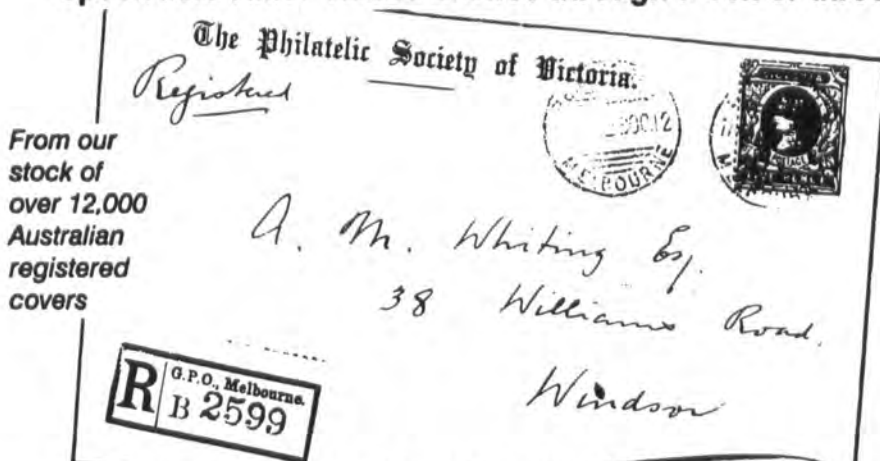 The Philatelic Society of Victoria.
Registered
From our
stock of
over 12,000
Australian
registered
covers
MELBOURNE
A. M. Whiting Esq.
38 Williams Road.
Windsor
R G.P.O., Melbourne.
B 2599